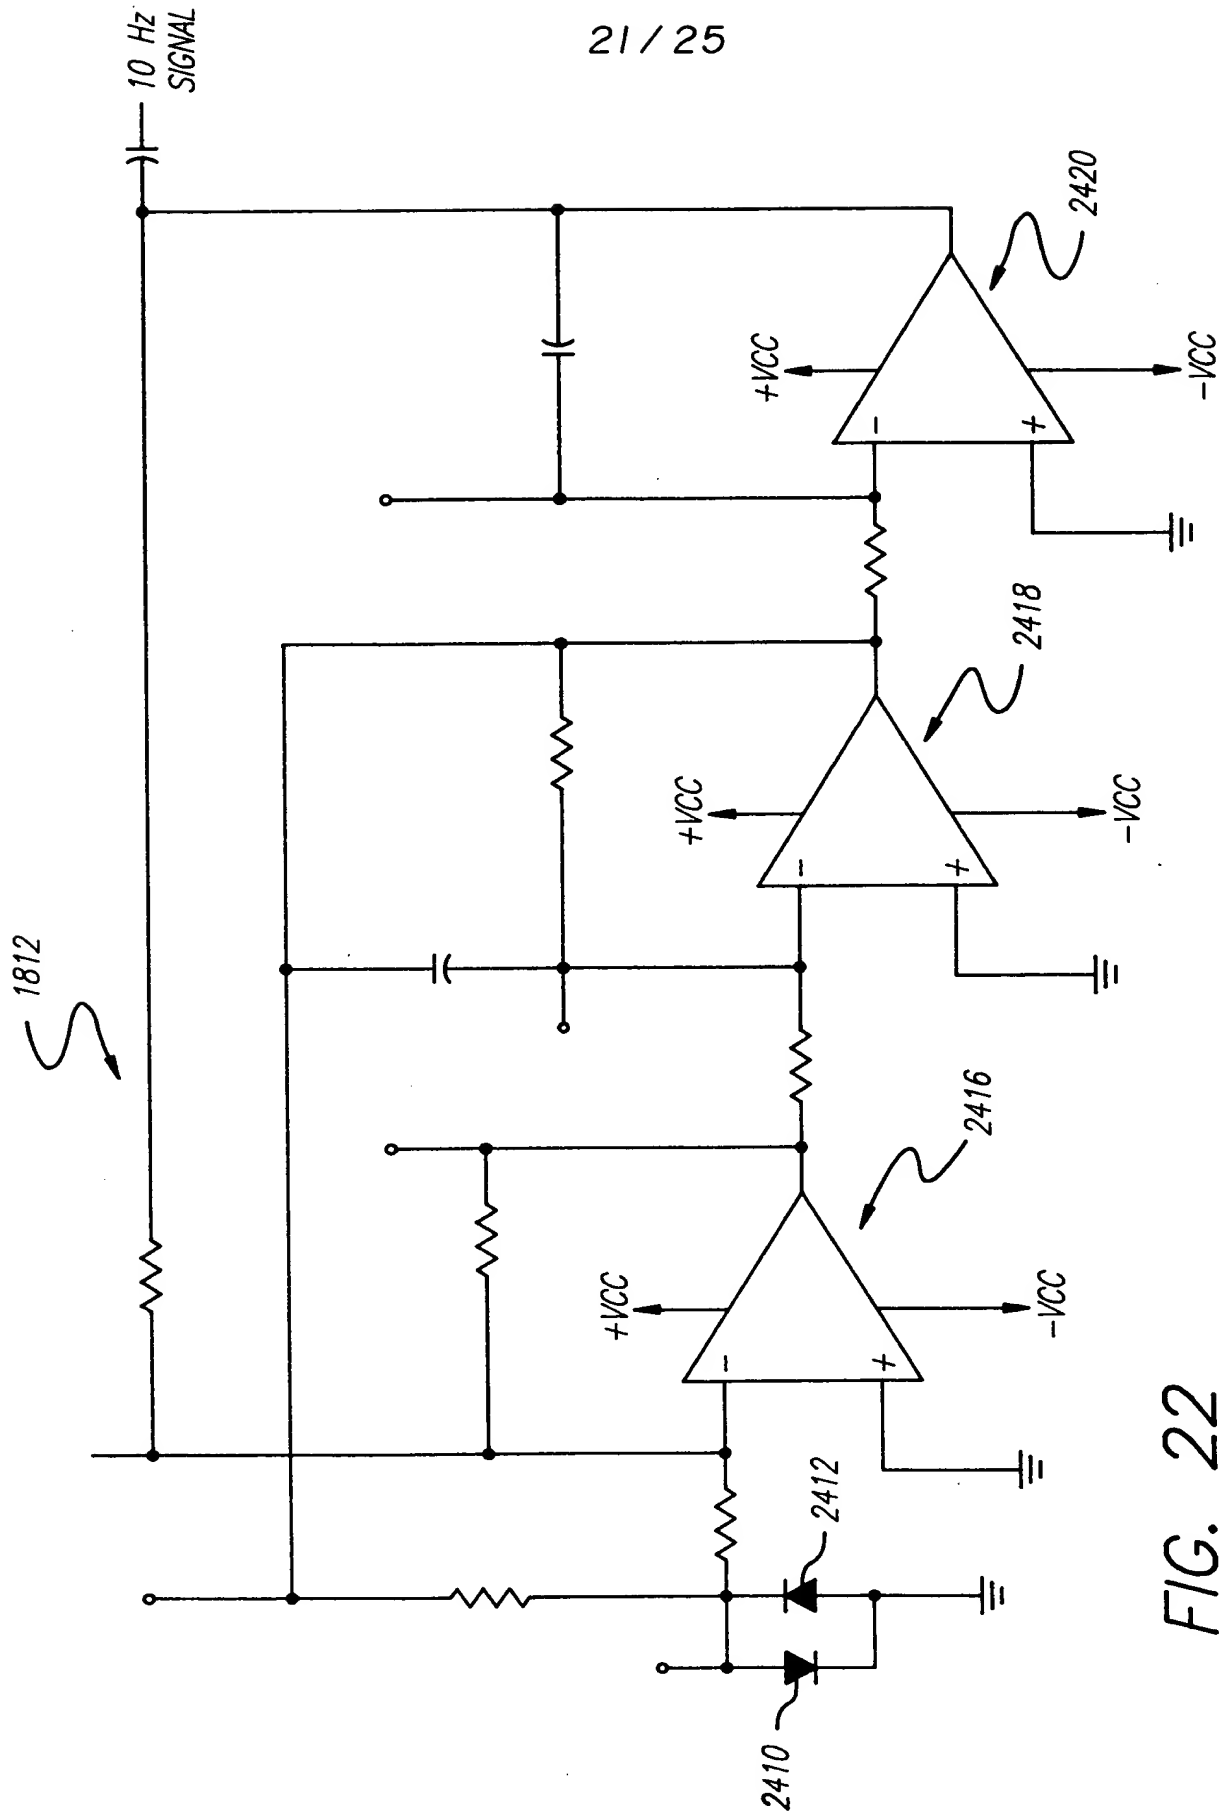 21/25
10 Hz
SIGNAL
1812
+VCC
−
+
−VCC
2420
+VCC
−
+
−VCC
2418
+VCC
−
+
−VCC
2416
2412
2410
FIG. 22